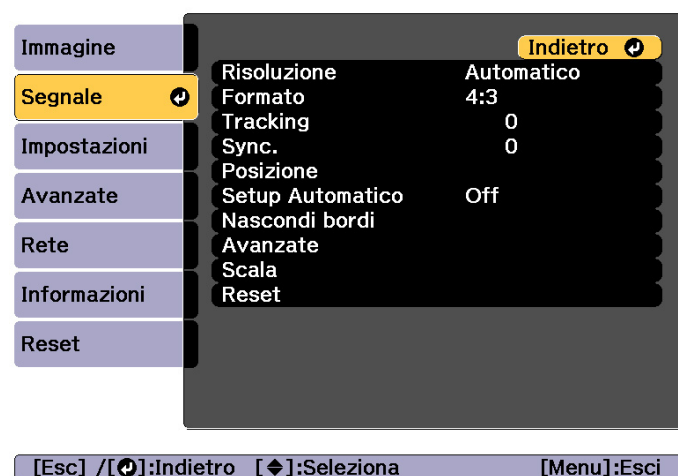 Immagine
Segnale
Impostazioni
Avanzate
Rete
Informazioni
Reset
Indietro
Risoluzione Automatico
Formato 4:3
Tracking 0
Sync. 0
Posizione
Setup Automatico Off
Nascondi bordi
Avanzate
Scala
Reset
[Esc] /[]:Indietro []:Seleziona [Menu]:Esci